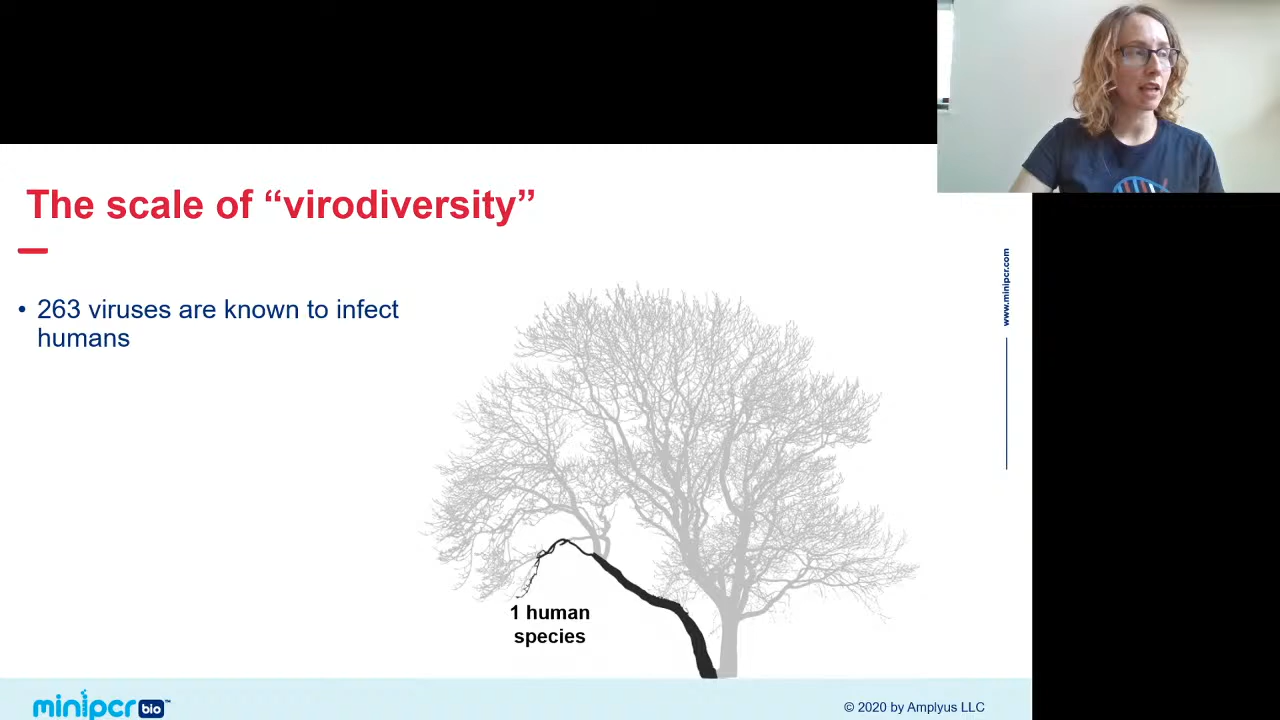 The scale of “virodiversity”
• 263 viruses are known to infect
humans
www.minipcr.com
1 human
species
minipcr bio™
© 2020 by Amplyus LLC